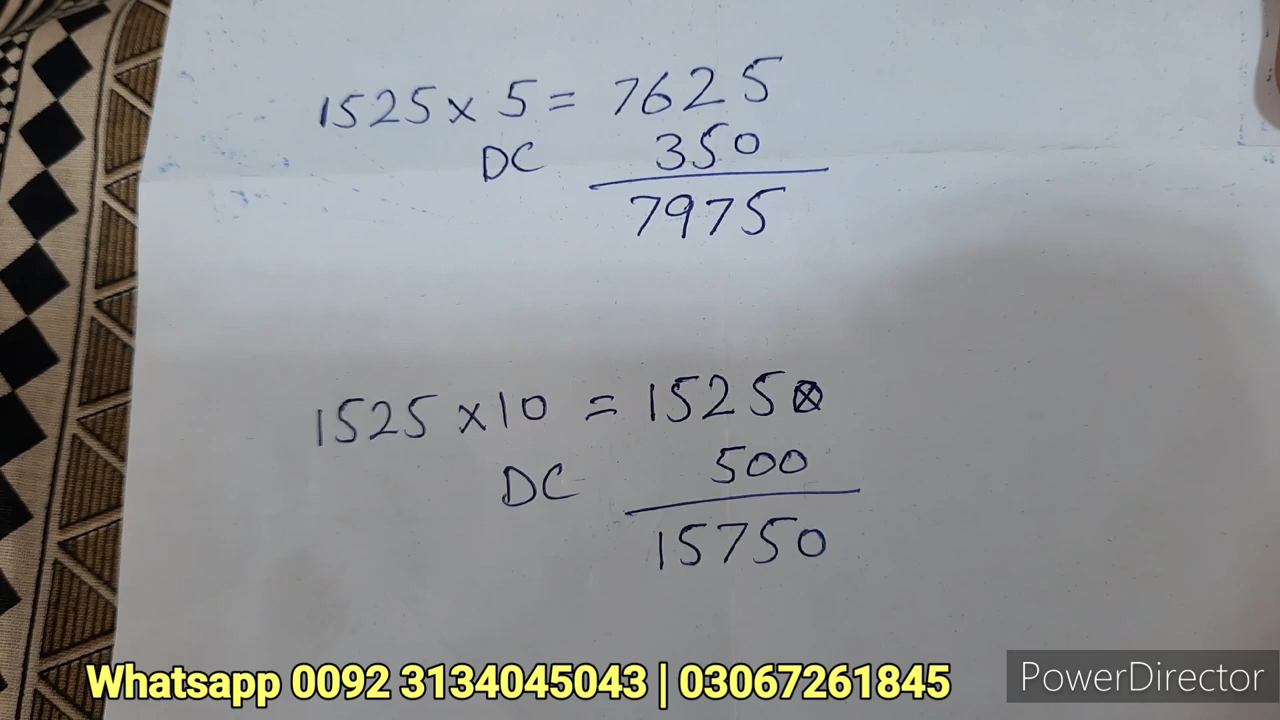 1525 x 5 = 7625
DC 350
7975
1525 x 10 = 15250
DC 500
15750
Whatsapp 0092 3134045043 | 03067261845
PowerDirector